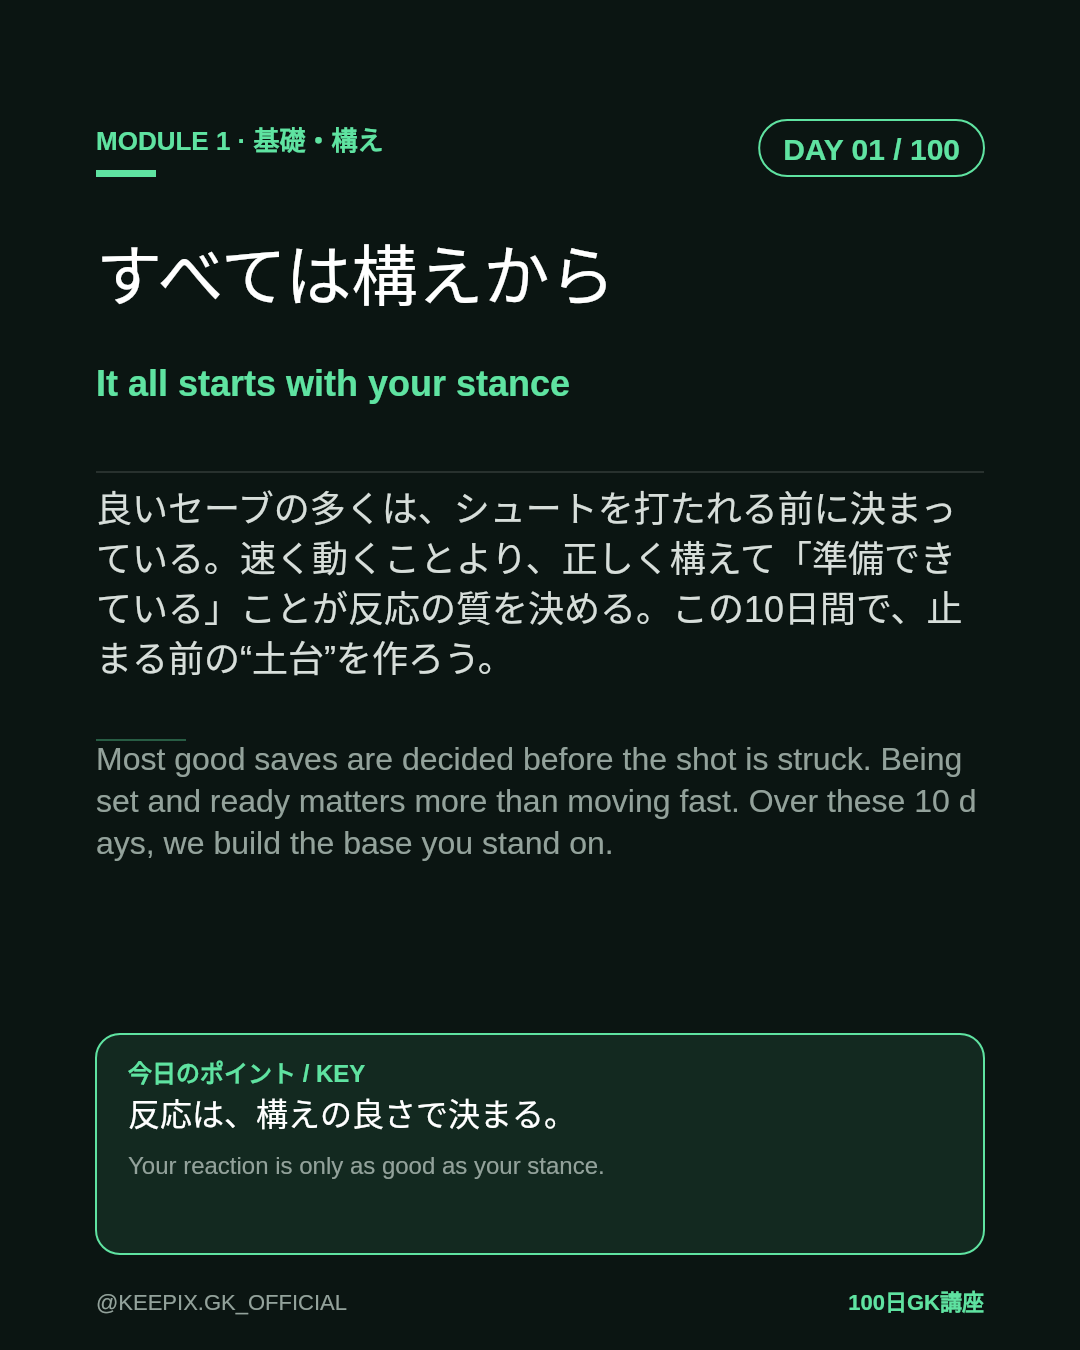 MODULE 1 · 基礎・構え
DAY 01 / 100
すべては構えから
It all starts with your stance
良いセーブの多くは、シュートを打たれる前に決まっ
ている。速く動くことより、正しく構えて「準備でき
ている」ことが反応の質を決める。この10日間で、止
まる前の“土台”を作ろう。
Most good saves are decided before the shot is struck. Being
set and ready matters more than moving fast. Over these 10 d
ays, we build the base you stand on.
今日のポイント / KEY
反応は、構えの良さで決まる。
Your reaction is only as good as your stance.
@KEEPIX.GK_OFFICIAL
100日GK講座